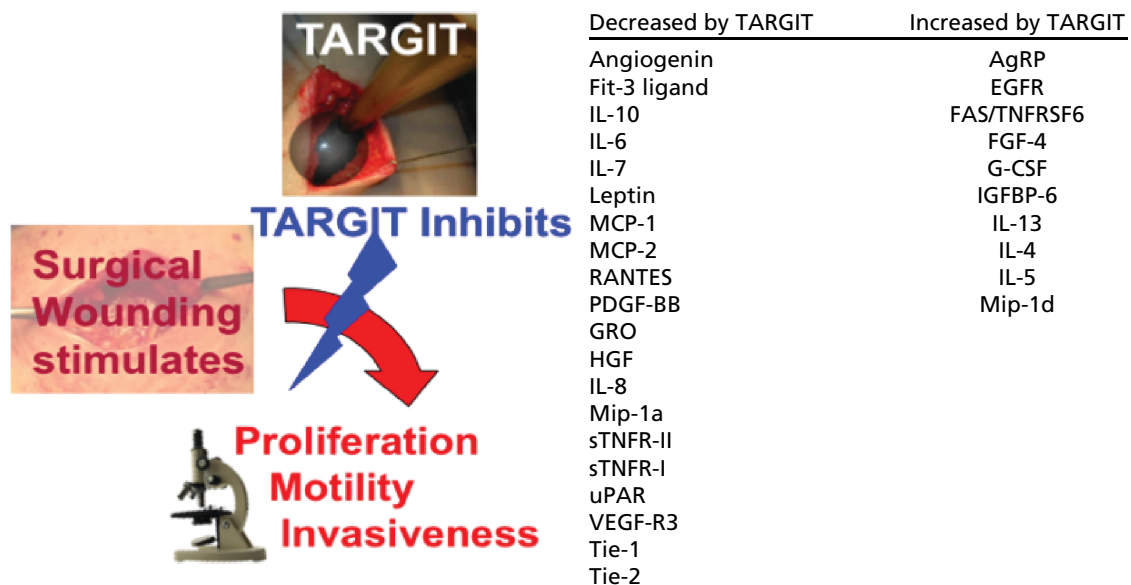 TARGIT
TARGIT Inhibits
Surgical
Wounding
stimulates
Proliferation
Motility
Invasiveness
Decreased by TARGIT Increased by TARGIT
Angiogenin AgRP
Fit-3 ligand EGFR
IL-10 FAS/TNFRSF6
IL-6 FGF-4
IL-7 G-CSF
Leptin IGFBP-6
MCP-1 IL-13
MCP-2 IL-4
RANTES IL-5
PDGF-BB Mip-1d
GRO
HGF
IL-8
Mip-1a
sTNFR-II
sTNFR-I
uPAR
VEGF-R3
Tie-1
Tie-2